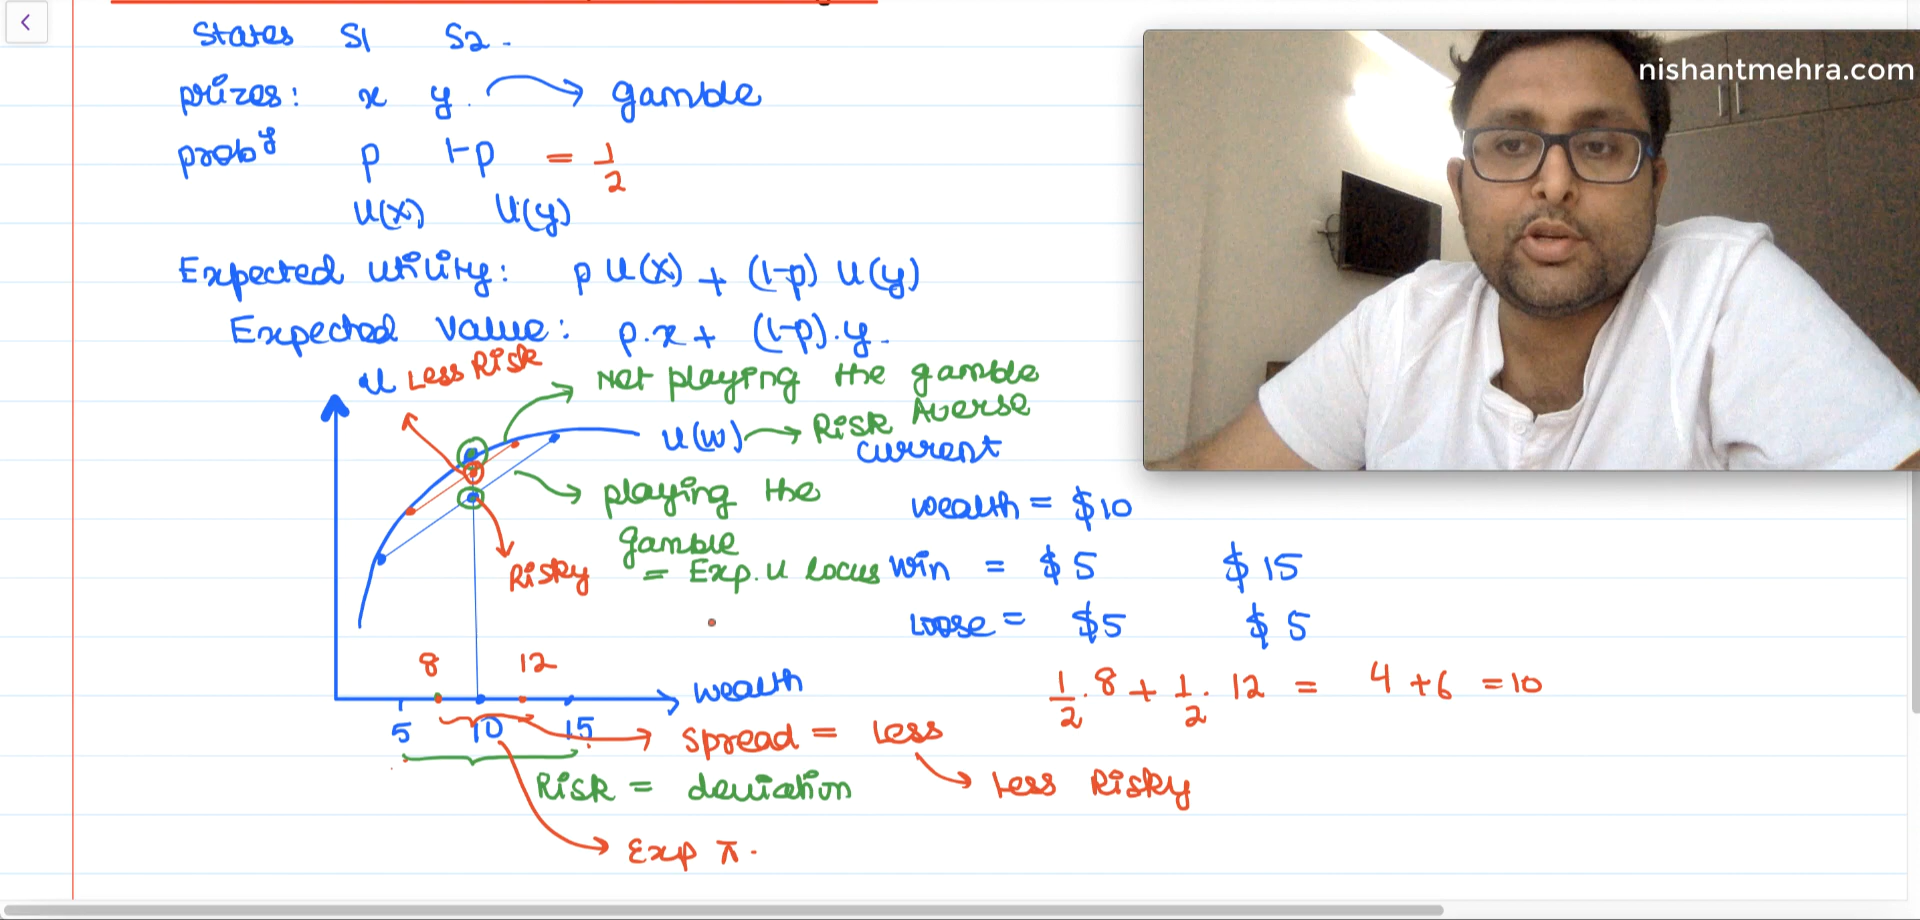 States S1 S2 .
prizes: x y. → gamble
probʸ p 1-p = 1/2
U(x) U(y)
Expected utility: p U(x) + (1-p) U(y)
Expected Value: p.x + (1-p).y.
U Less Risk
Not playing the gamble
U(w) → Risk Averse
current
wealth = $10
playing the
gamble
= Exp. U locus
Risky
win = $5 $15
Loose = $5 $5
8 12
wealth
1/2 . 8 + 1/2 . 12 = 4 + 6 = 10
5 10 15
Spread = Less
Risk = deviation
Less Risky
Exp π.
nishantmehra.com